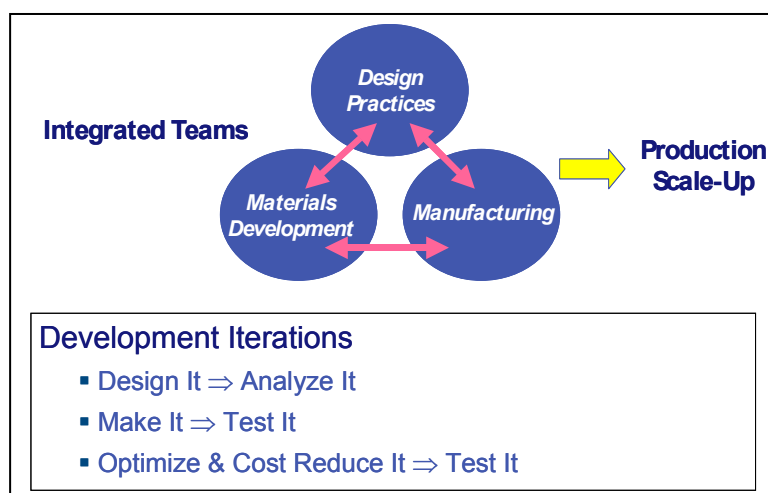 Design
Practices
Integrated Teams
Materials
Development
Manufacturing
Production
Scale-Up
Development Iterations
▪ Design It ⇒ Analyze It
▪ Make It ⇒ Test It
▪ Optimize & Cost Reduce It ⇒ Test It